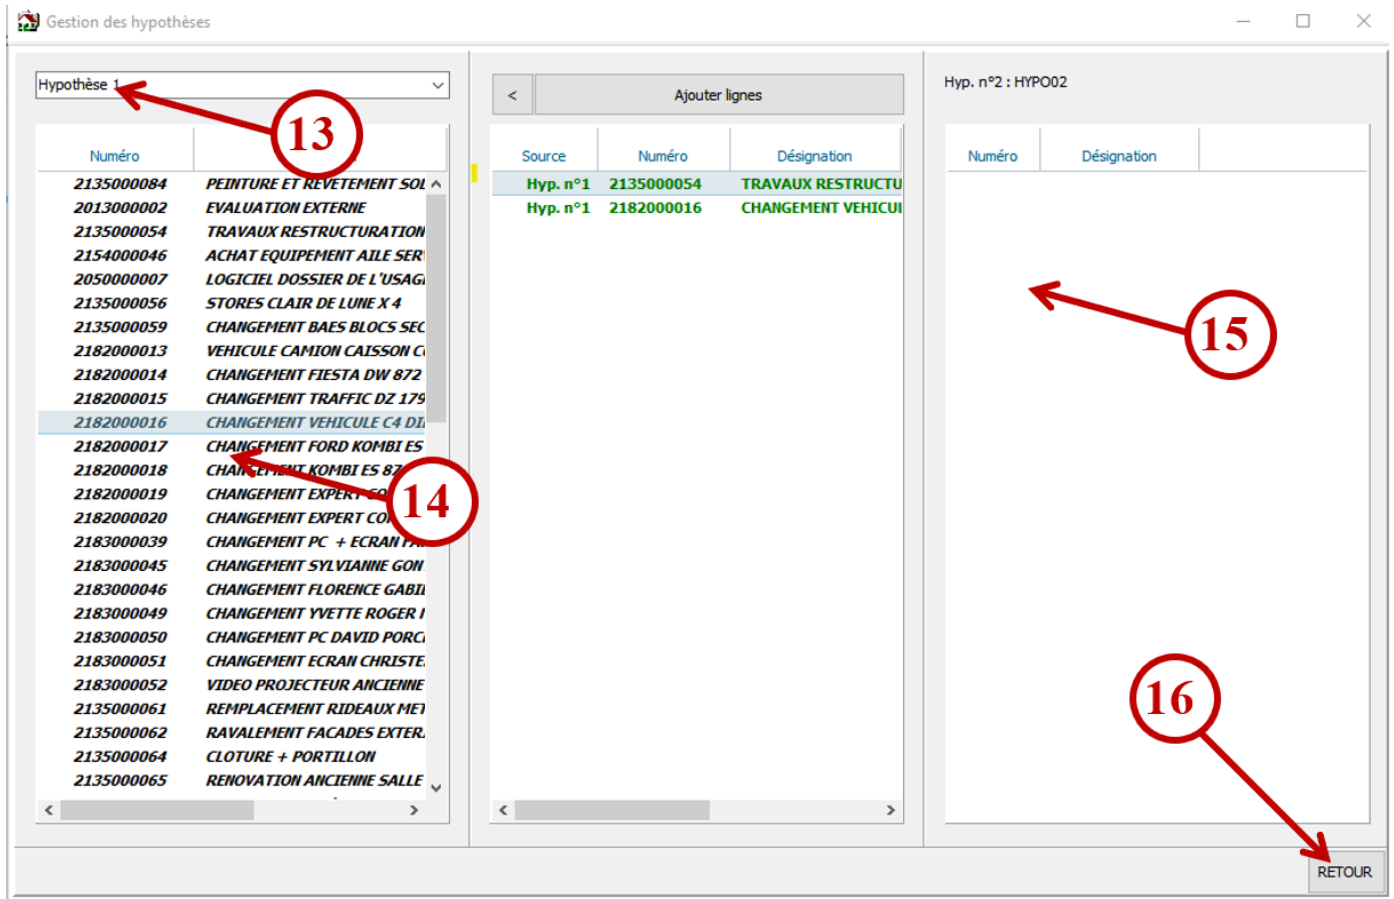 Gestion des hypothèses
Hypothèse 1
13
Numéro
2135000084 PEINTURE ET REVETEMENT SOL
2013000002 EVALUATION EXTERNE
2135000054 TRAVAUX RESTRUCTURATION
2154000046 ACHAT EQUIPEMENT AILE SER
2050000007 LOGICIEL DOSSIER DE L'USAG
2135000056 STORES CLAIR DE LUNE X 4
2135000059 CHANGEMENT BAES BLOCS SEC
2182000013 VEHICULE CAMION CAISSON C
2182000014 CHANGEMENT FIESTA DW 872
2182000015 CHANGEMENT TRAFFIC DZ 179
2182000016 CHANGEMENT VEHICULE C4 DI
2182000017 CHANGEMENT FORD KOMBI ES
2182000018 CHANGEMENT KOMBI ES 87
2182000019 CHANGEMENT EXPERT CO
2182000020 CHANGEMENT EXPERT CO
2183000039 CHANGEMENT PC + ECRAN
2183000045 CHANGEMENT SYLVIANNE GON
2183000046 CHANGEMENT FLORENCE GABI
2183000049 CHANGEMENT YVETTE ROGER
2183000050 CHANGEMENT PC DAVID PORC
2183000051 CHANGEMENT ECRAN CHRISTE
2183000052 VIDEO PROJECTEUR ANCIENNE
2135000061 REMPLACEMENT RIDEAUX MET
2135000062 RAVALEMENT FACADES EXTER
2135000064 CLOTURE + PORTILLON
2135000065 RENOVATION ANCIENNE SALLE
14
< Ajouter lignes
Source Numéro Désignation
Hyp. n°1 2135000054 TRAVAUX RESTRUCTU
Hyp. n°1 2182000016 CHANGEMENT VEHICUL
Hyp. n°2 : HYPO02
Numéro Désignation
15
16
RETOUR